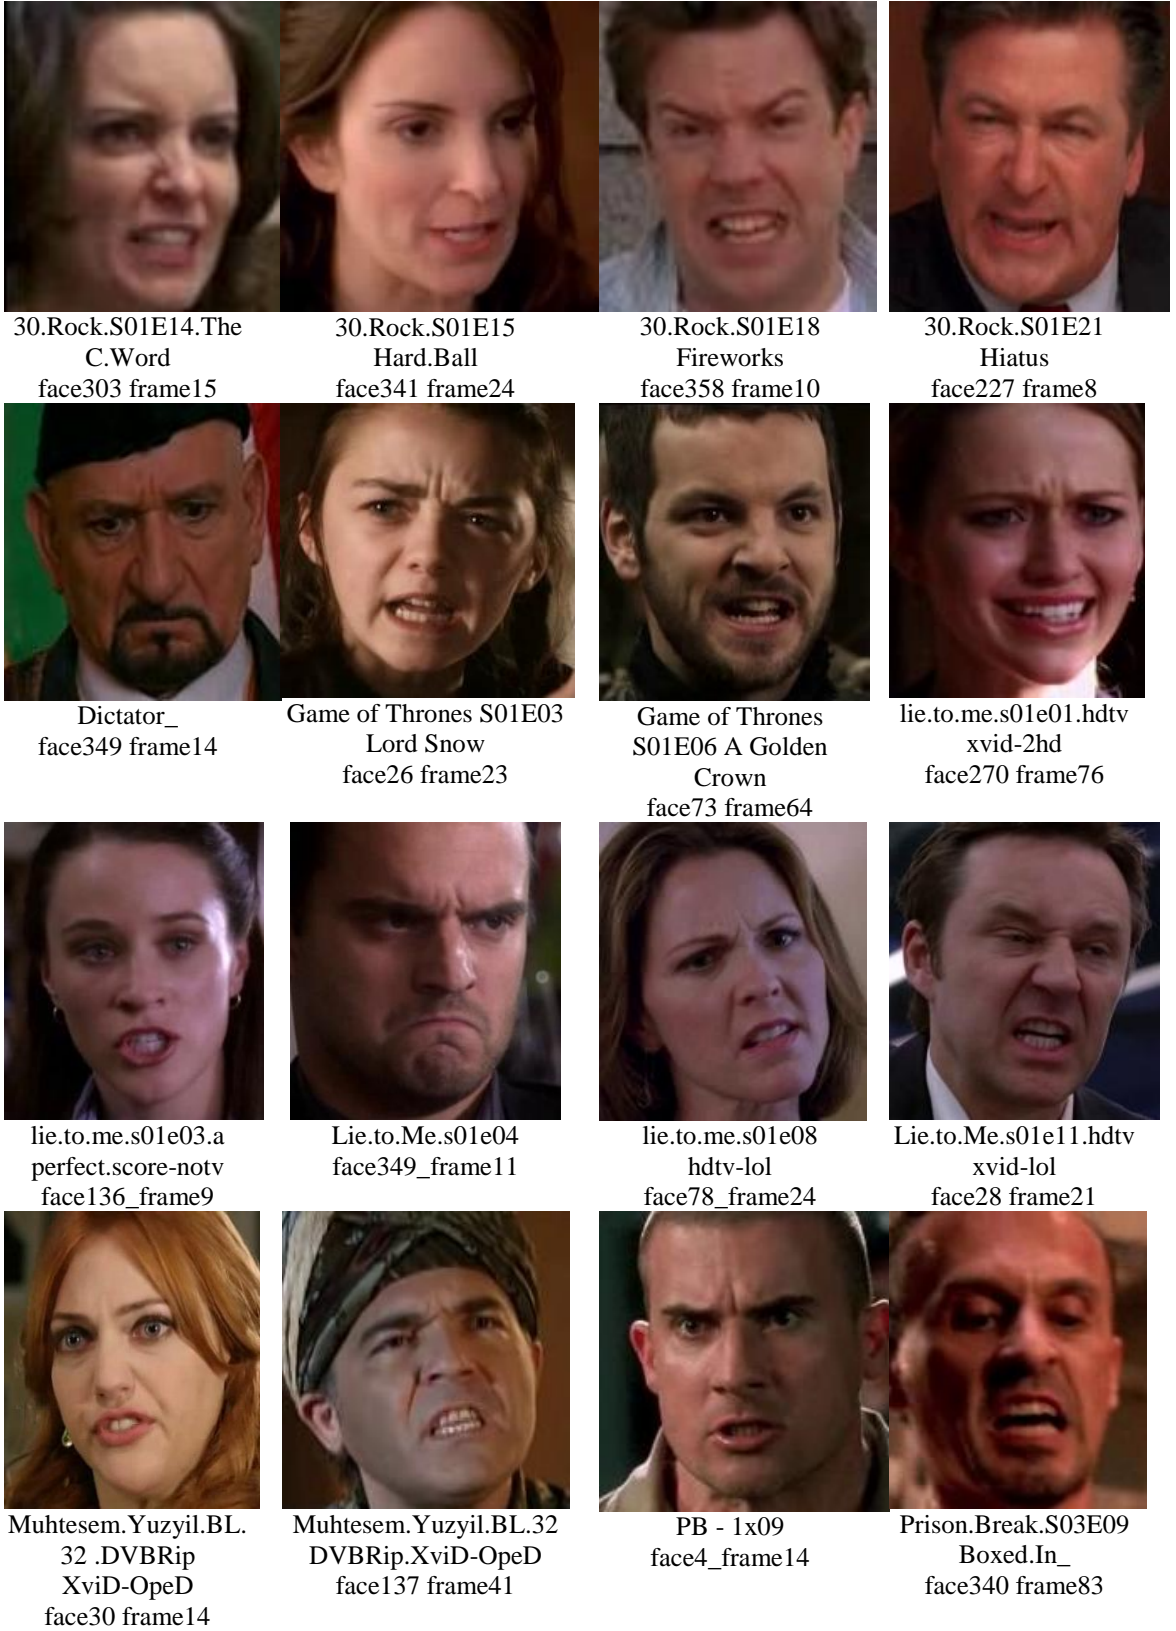 30.Rock.S01E14.The
C.Word
face303 frame15
30.Rock.S01E15
Hard.Ball
face341 frame24
30.Rock.S01E18
Fireworks
face358 frame10
30.Rock.S01E21
Hiatus
face227 frame8
Dictator_
face349 frame14
Game of Thrones S01E03
Lord Snow
face26 frame23
Game of Thrones
S01E06 A Golden
Crown
face73 frame64
lie.to.me.s01e01.hdtv
xvid-2hd
face270 frame76
lie.to.me.s01e03.a
perfect.score-notv
face136_frame9
Lie.to.Me.s01e04
face349_frame11
lie.to.me.s01e08
hdtv-lol
face78_frame24
Lie.to.Me.s01e11.hdtv
xvid-lol
face28 frame21
Muhtesem.Yuzyil.BL.
32 .DVBRip
XviD-OpeD
face30 frame14
Muhtesem.Yuzyil.BL.32
DVBRip.XviD-OpeD
face137 frame41
PB - 1x09
face4_frame14
Prison.Break.S03E09
Boxed.In_
face340 frame83